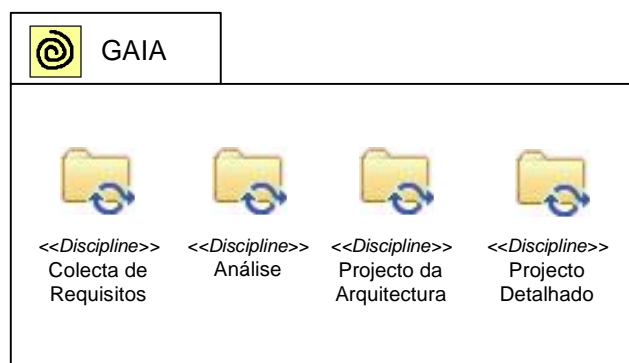 GAIA
<<Discipline>> <<Discipline>> <<Discipline>> <<Discipline>>
Colecta de Análise Projecto da Projecto
Requisitos Arquitectura Detalhado